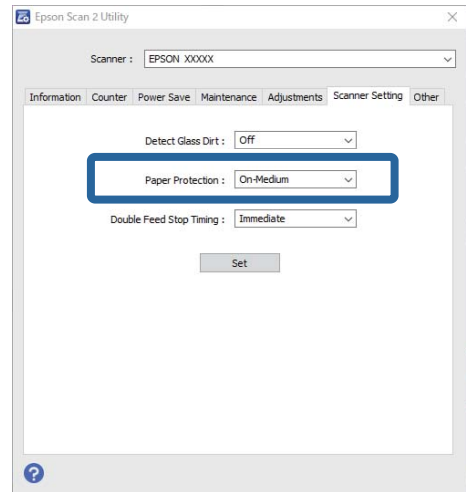 Epson Scan 2 Utility
Scanner : EPSON XXXXX
Information Counter Power Save Maintenance Adjustments Scanner Setting Other
Detect Glass Dirt : Off
Paper Protection : On-Medium
Double Feed Stop Timing : Immediate
Set
?